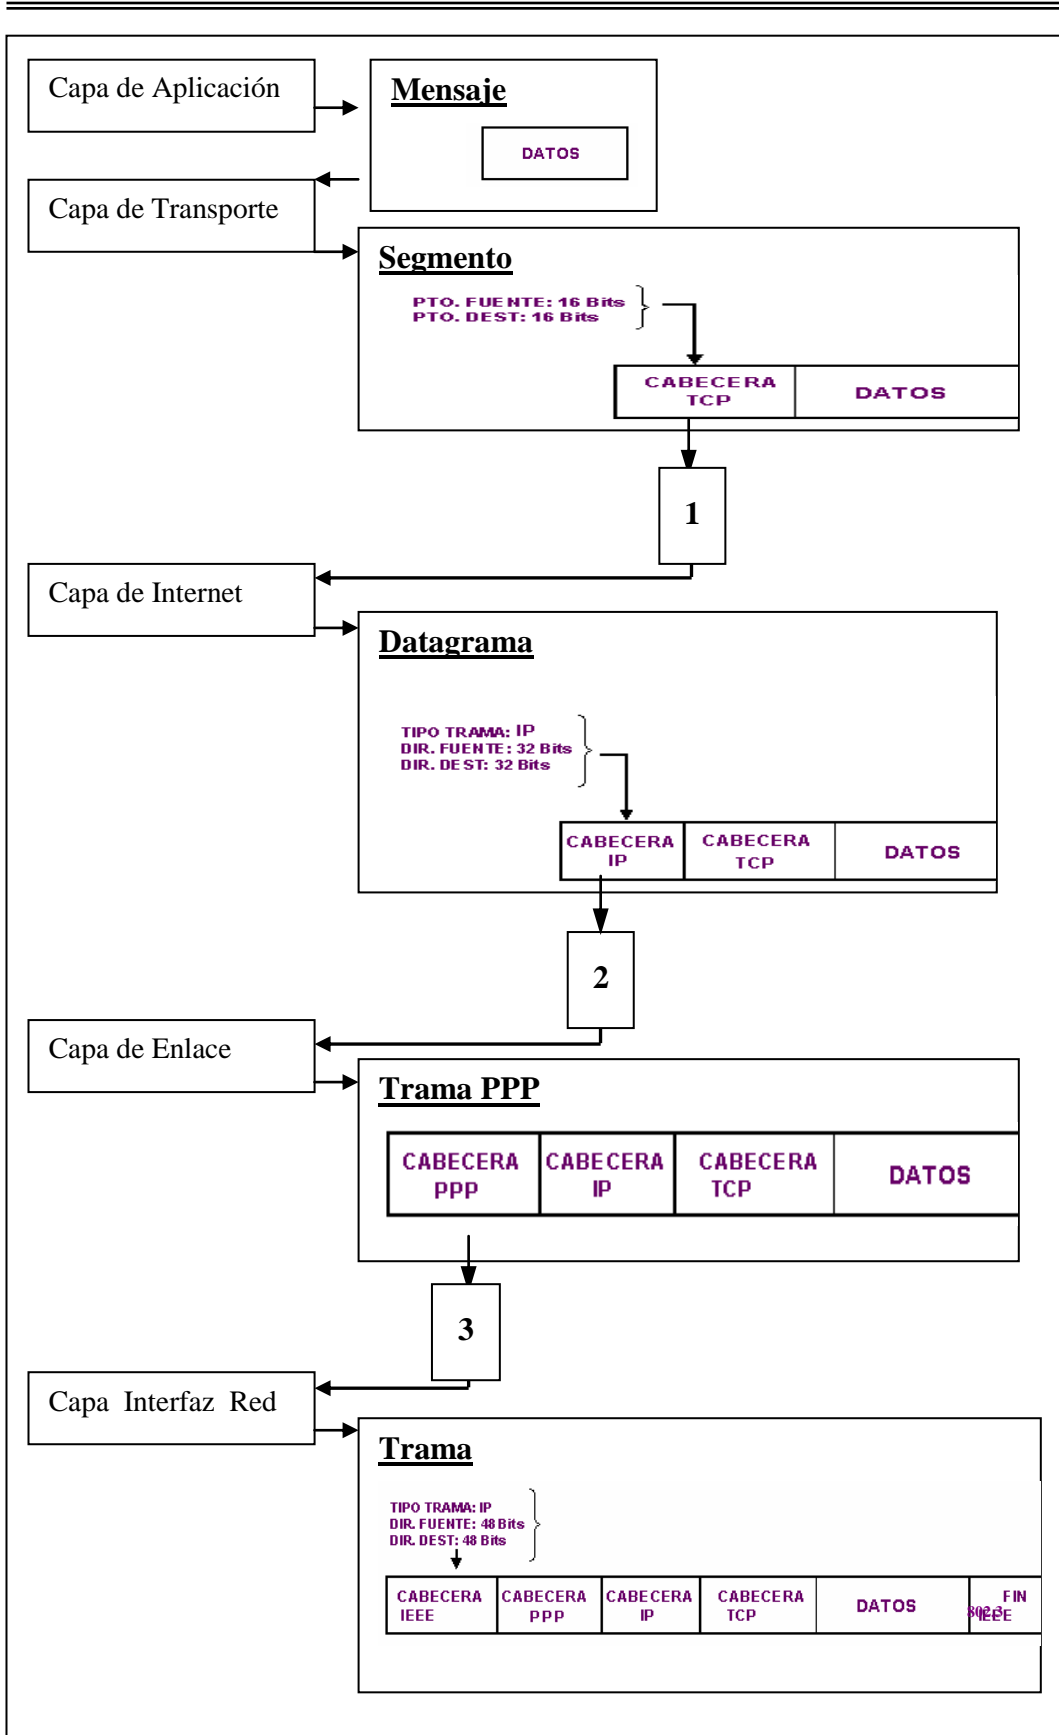 Capa de Aplicación
Mensaje
DATOS
Capa de Transporte
Segmento
PTO. FUENTE: 16 Bits
PTO. DEST: 16 Bits
CABECERA
TCP
DATOS
1
Capa de Internet
Datagrama
TIPO TRAMA: IP
DIR. FUENTE: 32 Bits
DIR. DEST: 32 Bits
CABECERA
IP
CABECERA
TCP
DATOS
2
Capa de Enlace
Trama PPP
CABECERA
PPP
CABECERA
IP
CABECERA
TCP
DATOS
3
Capa Interfaz Red
Trama
TIPO TRAMA: IP
DIR. FUENTE: 48 Bits
DIR. DEST: 48 Bits
CABECERA
IEEE
CABECERA
PPP
CABECERA
IP
CABECERA
TCP
DATOS
FIN
IEEE
802.3